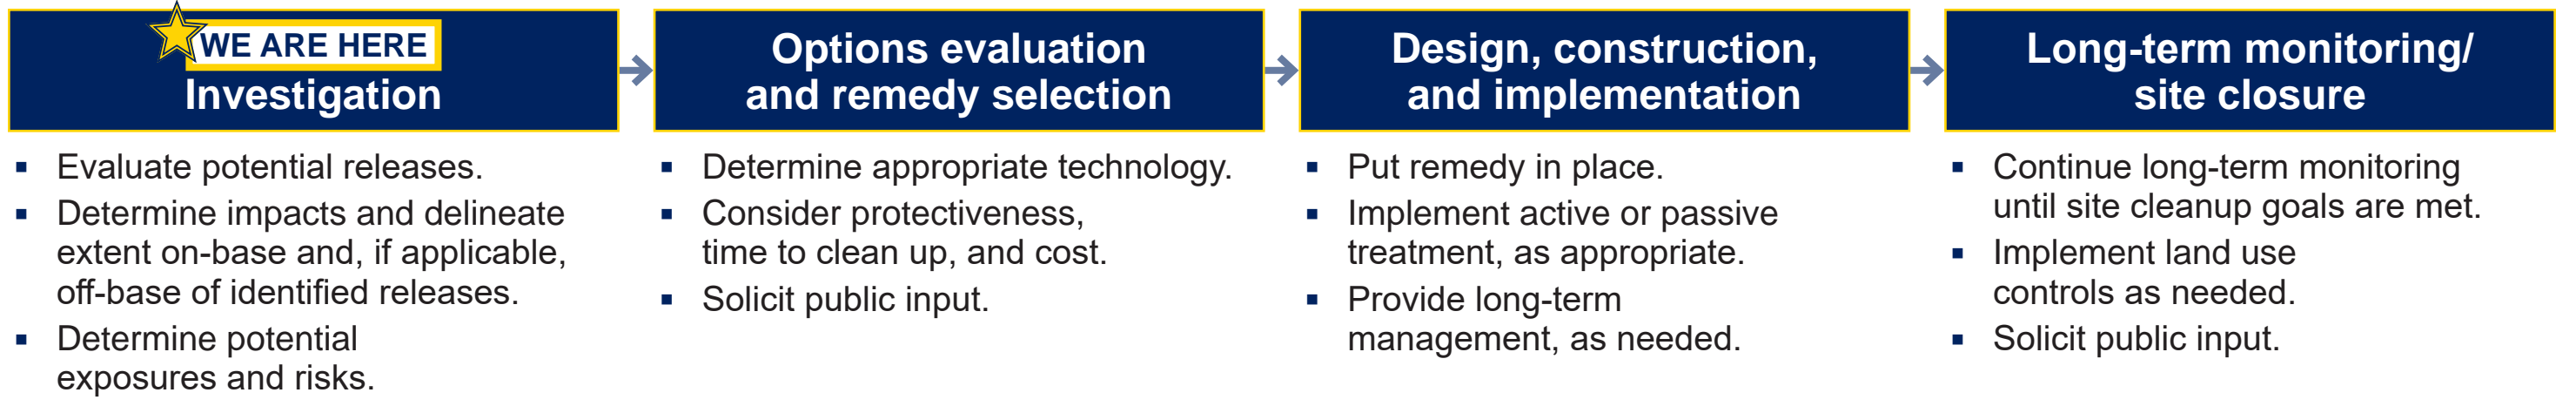 WE ARE HERE
Investigation
▪ Evaluate potential releases.
▪ Determine impacts and delineate
extent on-base and, if applicable,
off-base of identified releases.
▪ Determine potential
exposures and risks.
Options evaluation
and remedy selection
▪ Determine appropriate technology.
▪ Consider protectiveness,
time to clean up, and cost.
▪ Solicit public input.
Design, construction,
and implementation
▪ Put remedy in place.
▪ Implement active or passive
treatment, as appropriate.
▪ Provide long-term
management, as needed.
Long-term monitoring/
site closure
▪ Continue long-term monitoring
until site cleanup goals are met.
▪ Implement land use
controls as needed.
▪ Solicit public input.